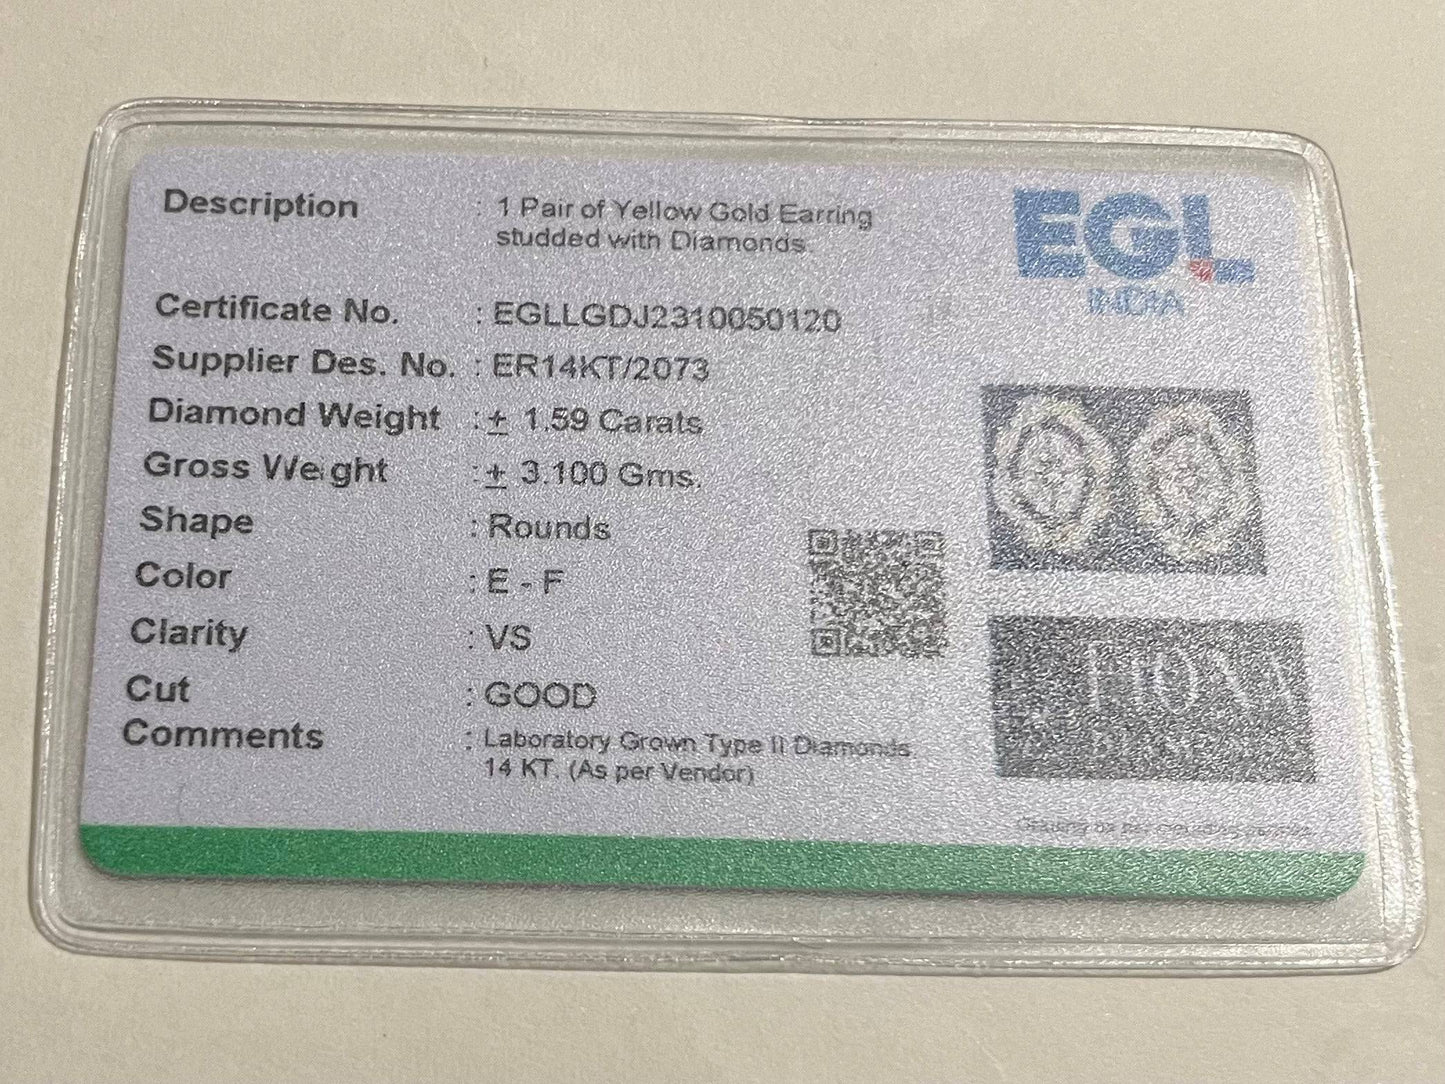 Description : 1 Pair of Yellow Gold Earring
studded with Diamonds.
EGL
INDIA
Certificate No. : EGLLGDJ2310050120
Supplier Des. No. : ER14KT/2073
Diamond Weight : ± 1.59 Carats
Gross Weight : ± 3.100 Gms.
Shape : Rounds
Color : E - F
Clarity : VS
Cut : GOOD
Comments : Laboratory Grown Type II Diamonds.
14 KT. (As per Vendor)